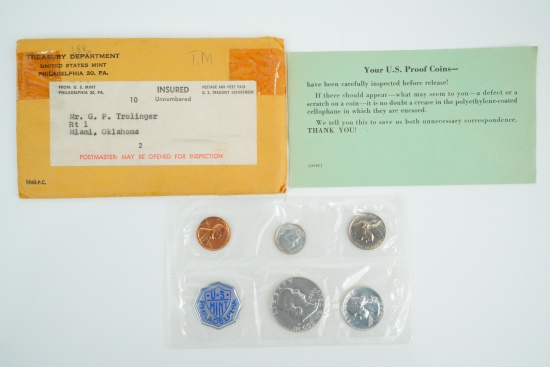 TREASURY DEPARTMENT
UNITED STATES MINT
PHILADELPHIA 30, PA.
T.M
FROM: U. S. MINT
PHILADELPHIA 30, PA.
10
INSURED
Unnumbered
POSTAGE AND FEES PAID
U. S. TREASURY DEPARTMENT
Mr. G. P. Trolinger
Rt 1
Miami, Oklahoma
2
POSTMASTER: MAY BE OPENED FOR INSPECTION
Your U.S. Proof Coins—
have been carefully inspected before release!
If there should appear—what may seem to you—a defect or a
scratch on a coin—it is no doubt a crease in the polyethylene-coated
cellophane in which they are packaged.
We tell you this to save us both unnecessary correspondence.
THANK YOU!
(over)
U·S
MINT
PHILADELPHIA